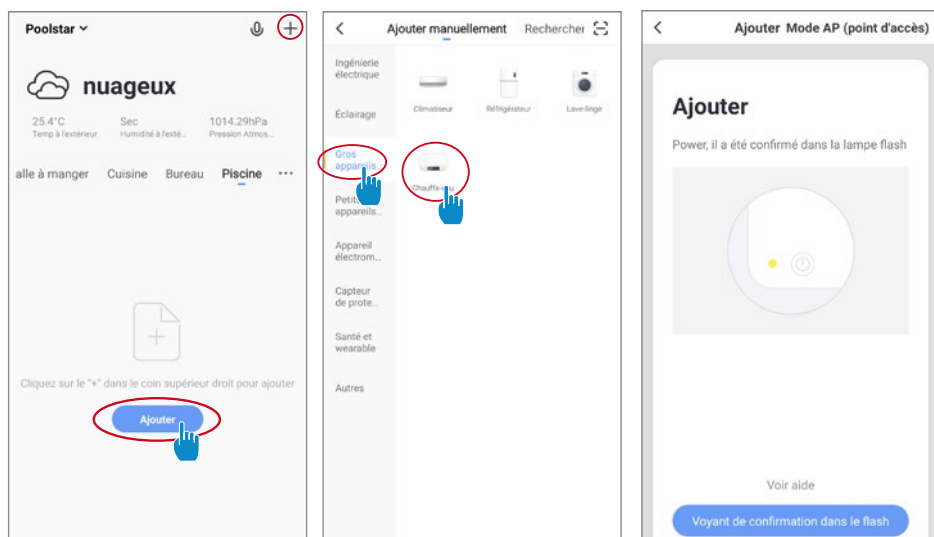 Poolstar
nuageux
25.4°C Sec 1014.29hPa
Temp à l'extérieur Humidité à l'exté... Pression Atmos...
alle à manger Cuisine Bureau Piscine ...
Cliquez sur le "+" dans le coin supérieur droit pour ajouter
Ajouter
Ajouter manuellement Rechercher
Ingénierie
électrique
Éclairage
Gros
appareils
Petits
appareils...
Appareil
électrom...
Capteur
de prote...
Santé et
wearable
Autres
Climatiseur Réfrigérateur Lave-linge
Chauffe-eau
Ajouter Mode AP (point d'accès)
Ajouter
Power, il a été confirmé dans la lampe flash
Voir aide
Voyant de confirmation dans le flash